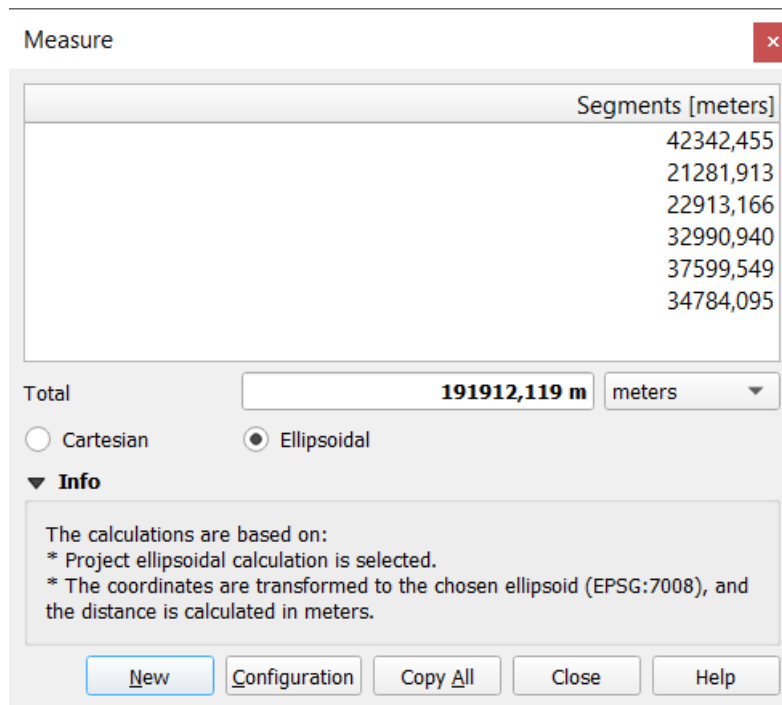 Measure
x
Segments [meters]
42342,455
21281,913
22913,166
32990,940
37599,549
34784,095
Total 191912,119 m meters
Cartesian Ellipsoidal
Info
The calculations are based on:
* Project ellipsoidal calculation is selected.
* The coordinates are transformed to the chosen ellipsoid (EPSG:7008), and
the distance is calculated in meters.
New Configuration Copy All Close Help